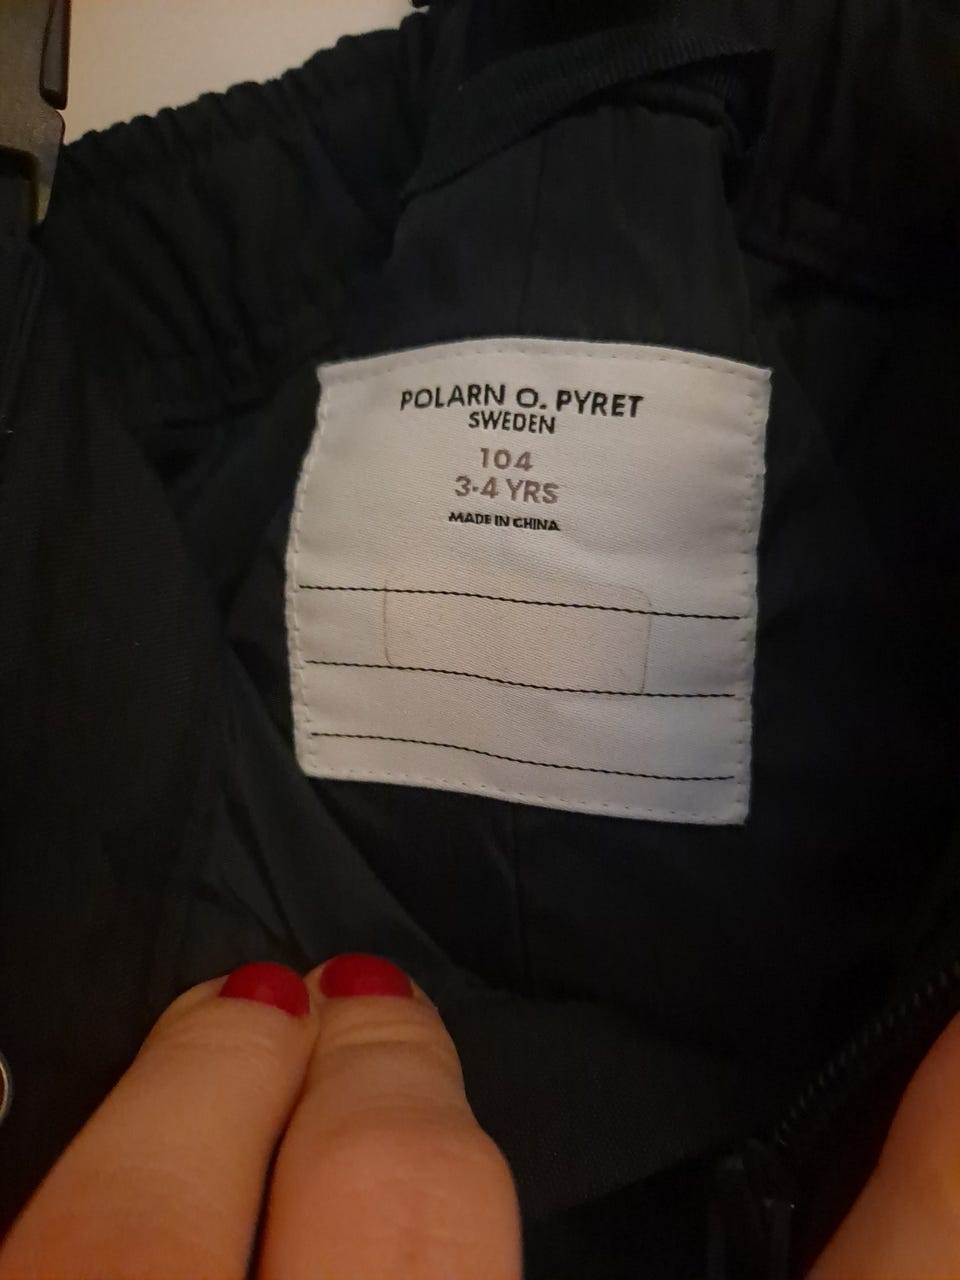 POLARN O. PYRET
SWEDEN
104
3-4 YRS
MADE IN CHINA